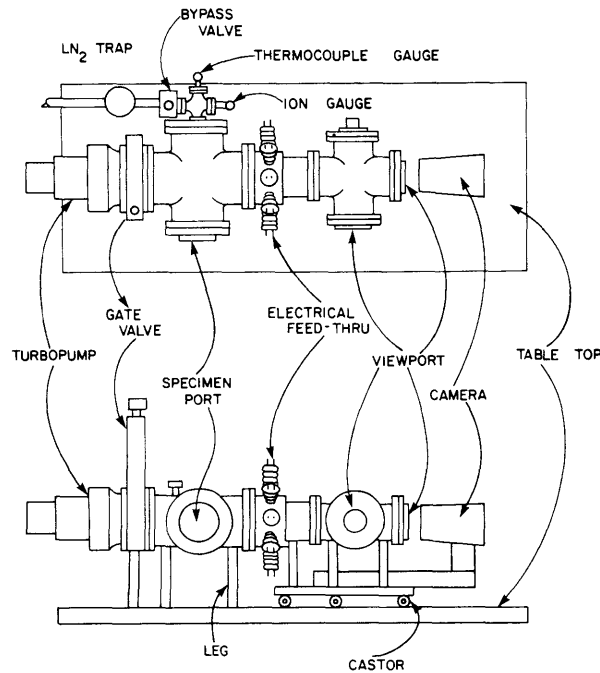 BYPASS
VALVE
LN2 TRAP
THERMOCOUPLE GAUGE
ION GAUGE
GATE
VALVE
ELECTRICAL
FEED-THRU
TURBOPUMP
VIEWPORT
TABLE TOP
SPECIMEN
PORT
CAMERA
LEG
CASTOR